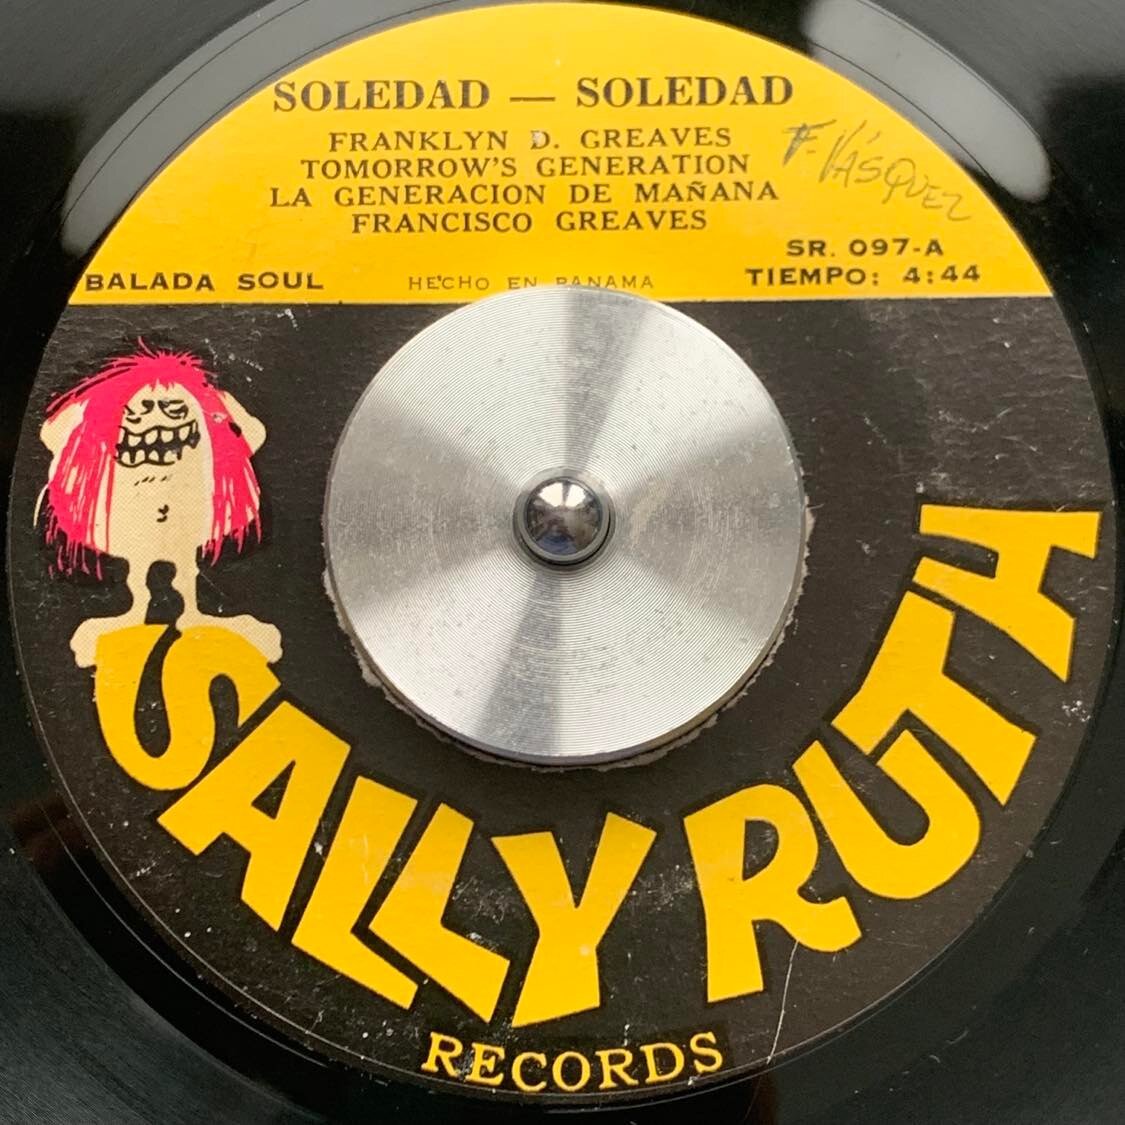 SOLEDAD — SOLEDAD
FRANKLYN D. GREAVES
TOMORROW'S GENERATION
LA GENERACION DE MAÑANA
FRANCISCO GREAVES
F. VÁSQUEZ
SR. 097-A
TIEMPO: 4:44
BALADA SOUL
HECHO EN PANAMA
SALLY RUTH
RECORDS